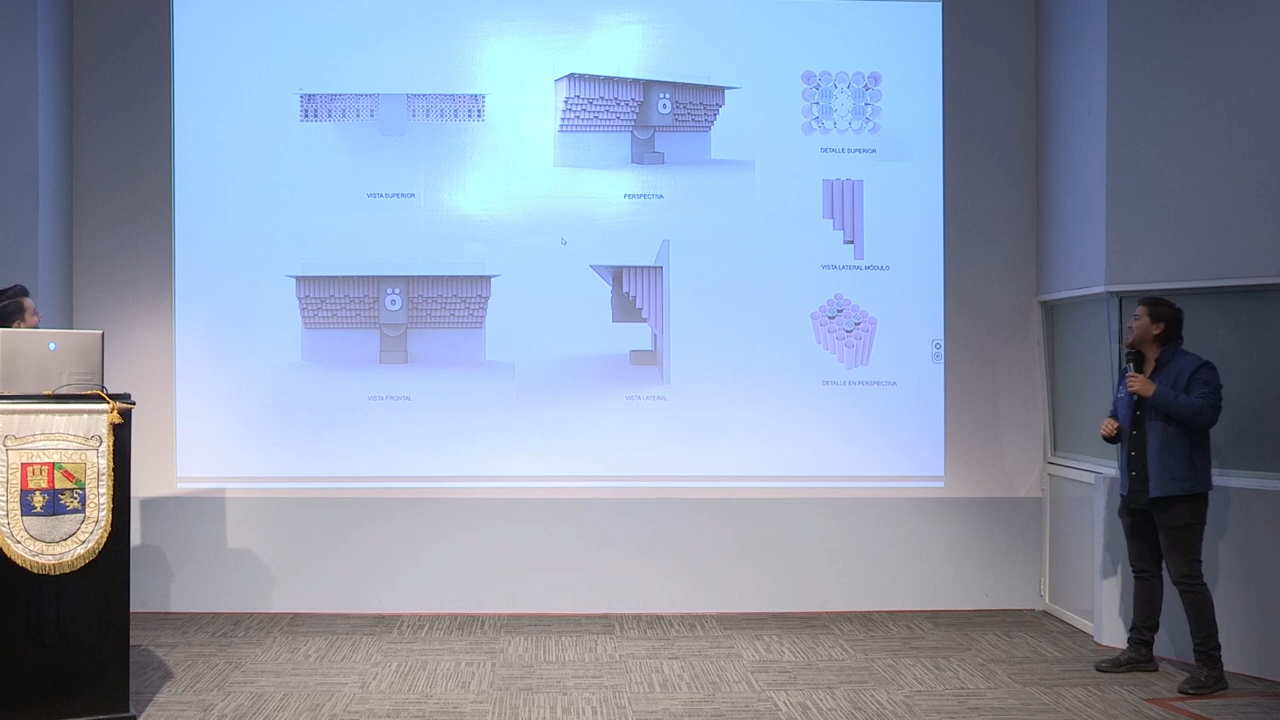 VISTA SUPERIOR
PERSPECTIVA
DETALLE SUPERIOR
VISTA LATERAL MÓDULO
DETALLE EN PERSPECTIVA
VISTA FRONTAL
VISTA LATERAL
ö
ö
FRANCISCO